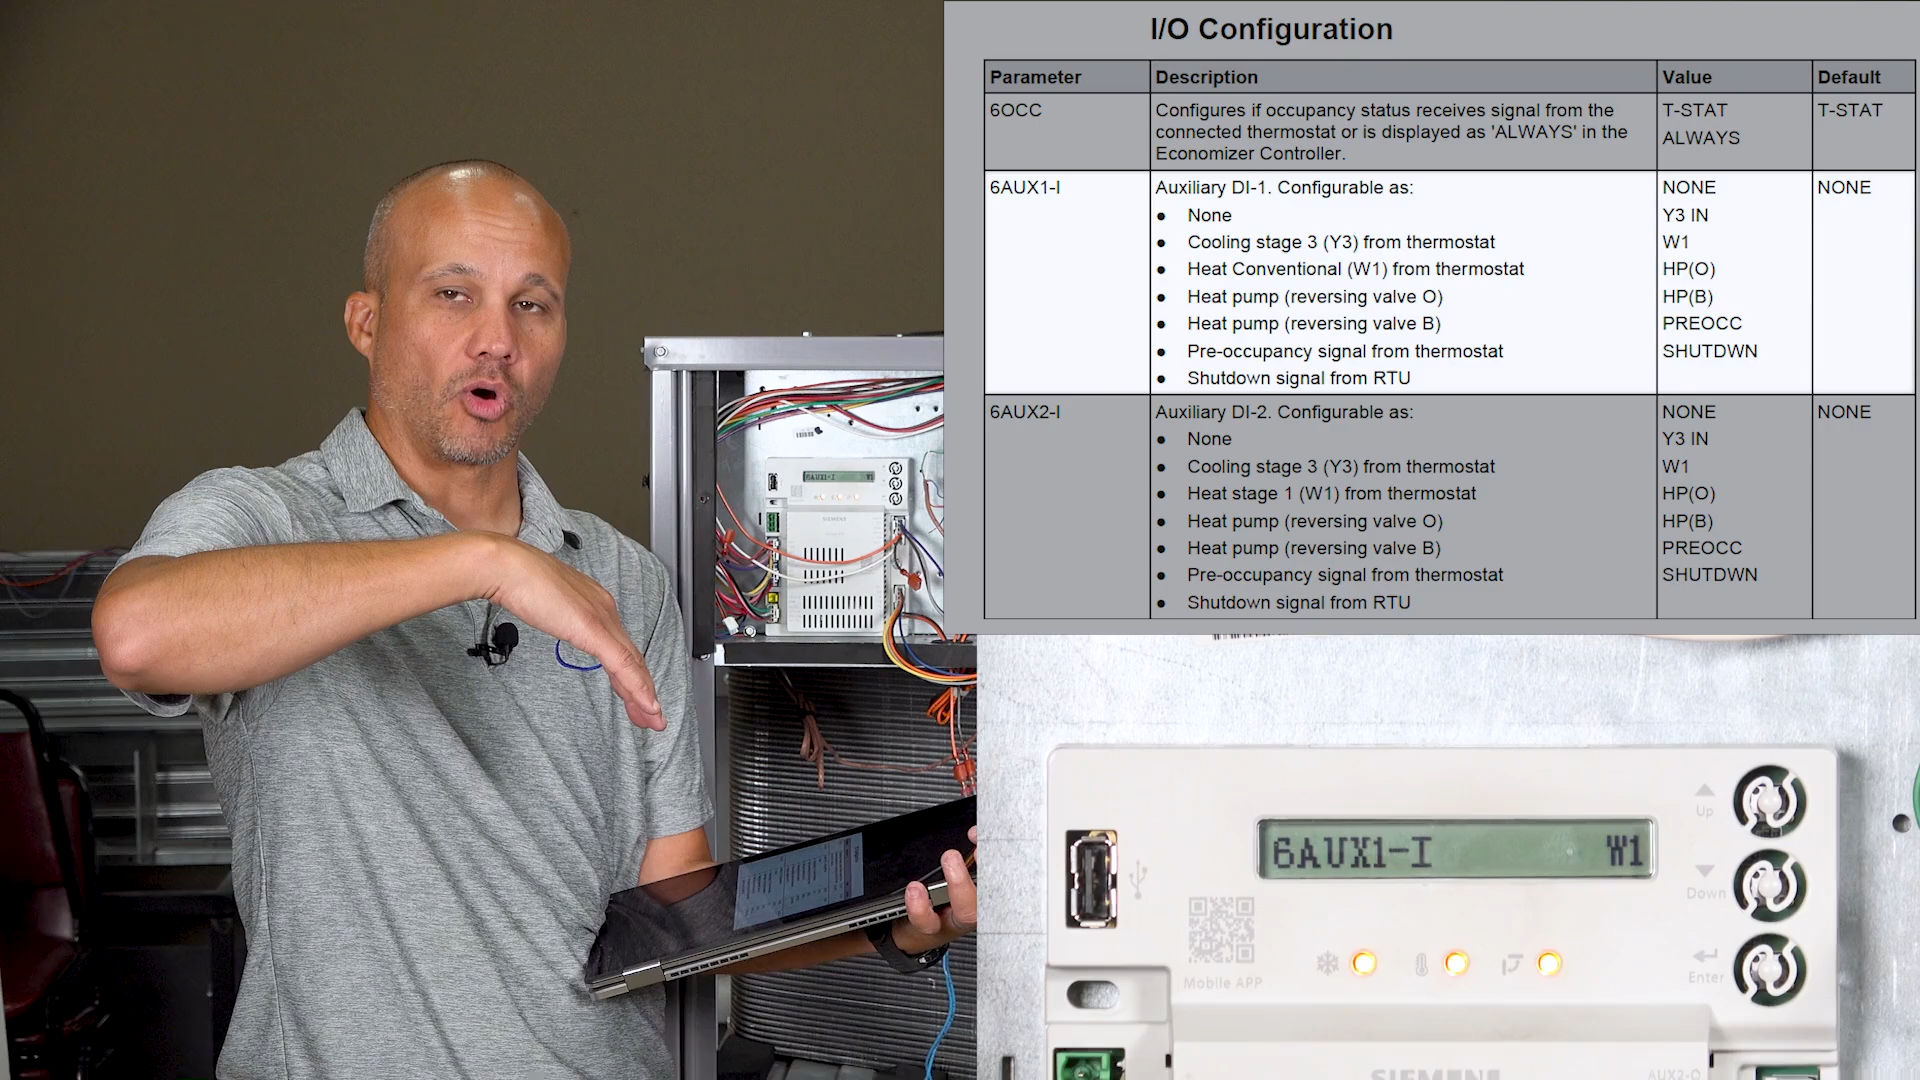 I/O Configuration
Parameter Description Value Default
6OCC Configures if occupancy status receives signal from the T-STAT T-STAT
connected thermostat or is displayed as 'ALWAYS' in the ALWAYS
Economizer Controller.
6AUX1-I Auxiliary DI-1. Configurable as: NONE NONE
● None Y3 IN
● Cooling stage 3 (Y3) from thermostat W1
● Heat Conventional (W1) from thermostat HP(O)
● Heat pump (reversing valve O) HP(B)
● Heat pump (reversing valve B) PREOCC
● Pre-occupancy signal from thermostat SHUTDWN
● Shutdown signal from RTU
6AUX2-I Auxiliary DI-2. Configurable as: NONE NONE
● None Y3 IN
● Cooling stage 3 (Y3) from thermostat W1
● Heat stage 1 (W1) from thermostat HP(O)
● Heat pump (reversing valve O) HP(B)
● Heat pump (reversing valve B) PREOCC
● Pre-occupancy signal from thermostat SHUTDWN
● Shutdown signal from RTU
6AUX1-I W1
SIEMENS
Up
6AUX1-I W1
Down
Enter
Mobile APP
SIEMENS
AUX2-O